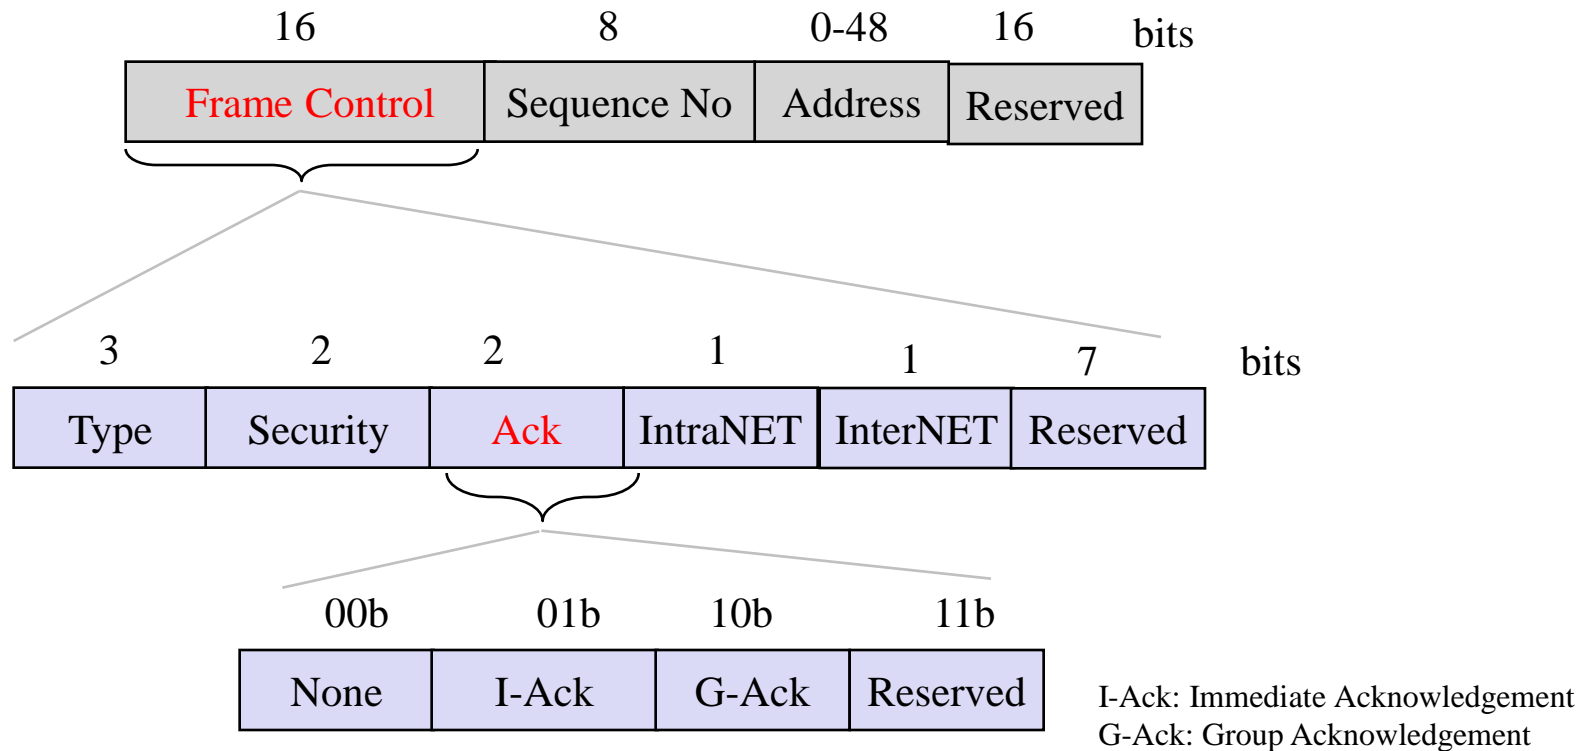 16 8 0-48 16 bits
Frame Control Sequence No Address Reserved
3 2 2 1 1 7 bits
Type Security Ack IntraNET InterNET Reserved
00b 01b 10b 11b
None I-Ack G-Ack Reserved
I-Ack: Immediate Acknowledgement
G-Ack: Group Acknowledgement